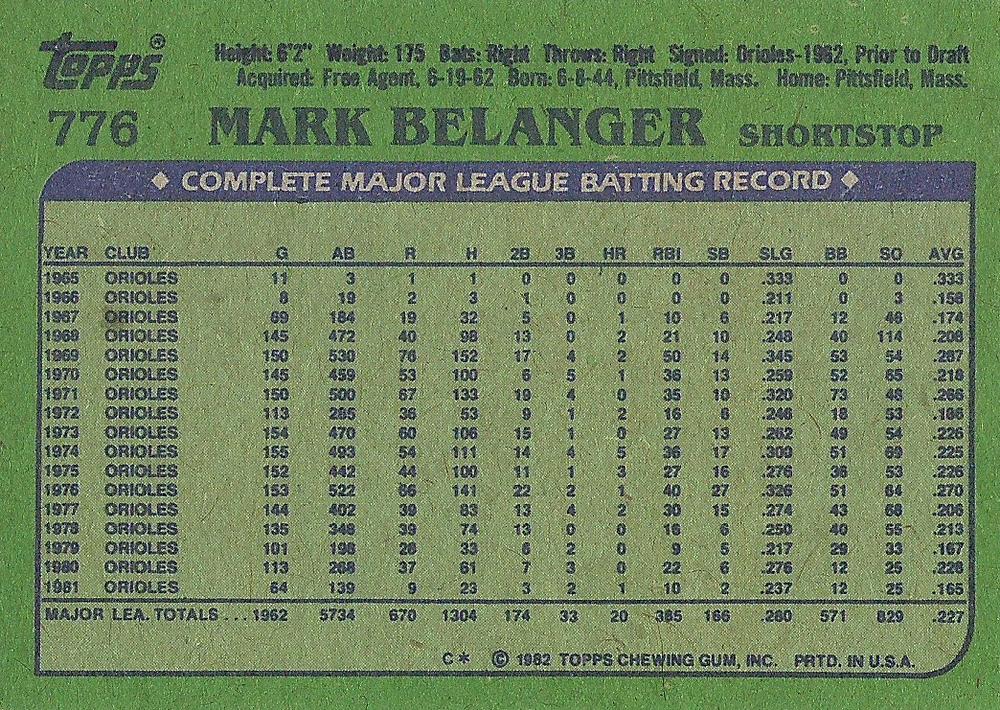 Topps® Height: 6'2" Weight: 175 Bats: Right Throws: Right Signed: Orioles-1962, Prior to Draft
Acquired: Free Agent, 6-19-62 Born: 6-8-44, Pittsfield, Mass. Home: Pittsfield, Mass.
776 MARK BELANGER SHORTSTOP
◆ COMPLETE MAJOR LEAGUE BATTING RECORD ◆
YEAR CLUB G AB R H 2B 3B HR RBI SB SLG BB SO AVG
1965 ORIOLES 11 3 1 1 0 0 0 0 0 .333 0 0 .333
1966 ORIOLES 8 19 2 3 1 0 0 0 0 .211 0 3 .158
1967 ORIOLES 69 184 19 32 5 0 1 10 6 .217 12 46 .174
1968 ORIOLES 145 472 40 98 13 0 2 21 10 .248 40 114 .208
1969 ORIOLES 150 530 76 152 17 4 2 50 14 .345 53 54 .287
1970 ORIOLES 145 459 53 100 6 5 1 36 13 .259 52 65 .218
1971 ORIOLES 150 500 67 133 19 4 0 35 10 .320 73 48 .266
1972 ORIOLES 113 285 36 53 9 1 2 16 6 .246 18 53 .186
1973 ORIOLES 154 470 60 106 15 1 0 27 13 .262 49 54 .226
1974 ORIOLES 155 493 54 111 14 4 5 36 17 .300 51 69 .225
1975 ORIOLES 152 442 44 100 11 1 3 27 16 .276 36 53 .226
1976 ORIOLES 153 522 66 141 22 2 1 40 27 .326 51 64 .270
1977 ORIOLES 144 402 39 83 13 4 2 30 15 .274 43 68 .206
1978 ORIOLES 135 348 39 74 13 0 0 16 6 .250 40 55 .213
1979 ORIOLES 101 198 28 33 6 2 0 9 5 .217 29 33 .167
1980 ORIOLES 113 268 37 61 7 3 0 22 6 .276 12 25 .228
1981 ORIOLES 64 139 9 23 3 2 1 10 2 .237 12 25 .165
MAJOR LEA. TOTALS ... 1962 5734 670 1304 174 33 20 385 166 .280 571 829 .227
C* © 1982 TOPPS CHEWING GUM, INC. PRTD. IN U.S.A.